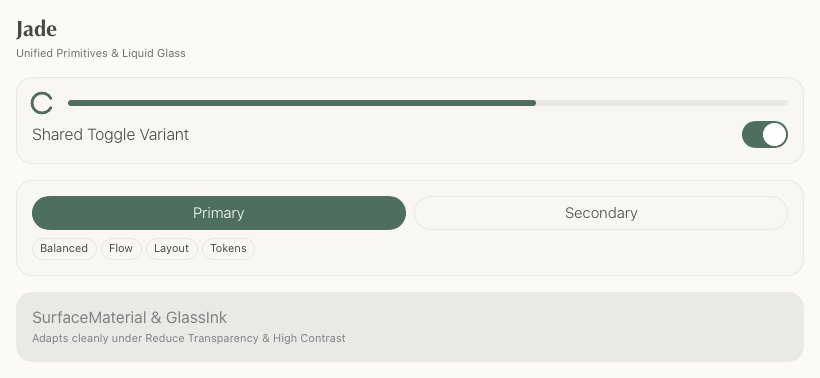 Jade
Unified Primitives & Liquid Glass
Shared Toggle Variant
Primary
Secondary
Balanced
Flow
Layout
Tokens
SurfaceMaterial & GlassInk
Adapts cleanly under Reduce Transparency & High Contrast